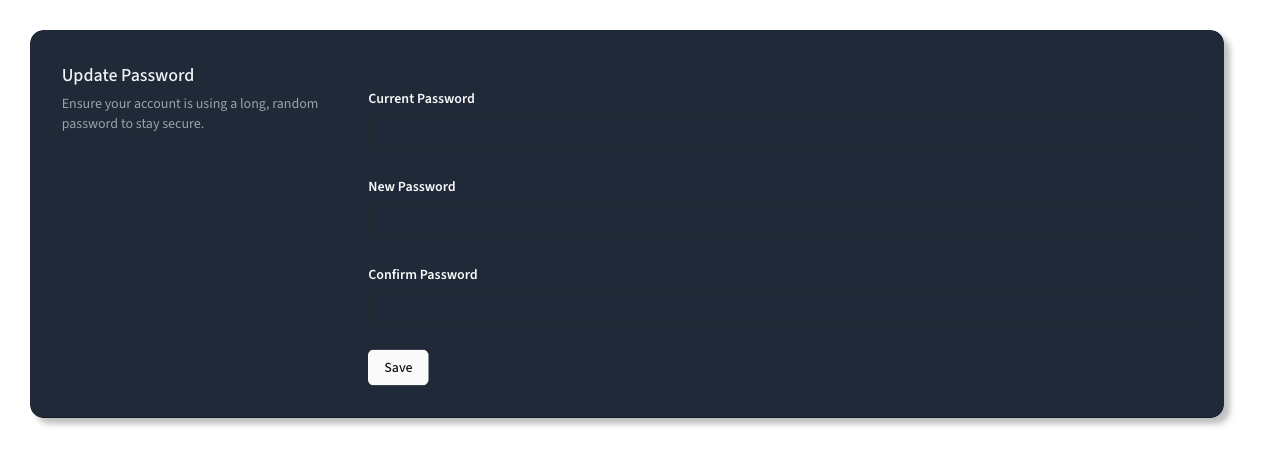 Update Password
Ensure your account is using a long, random
password to stay secure.
Current Password
New Password
Confirm Password
Save